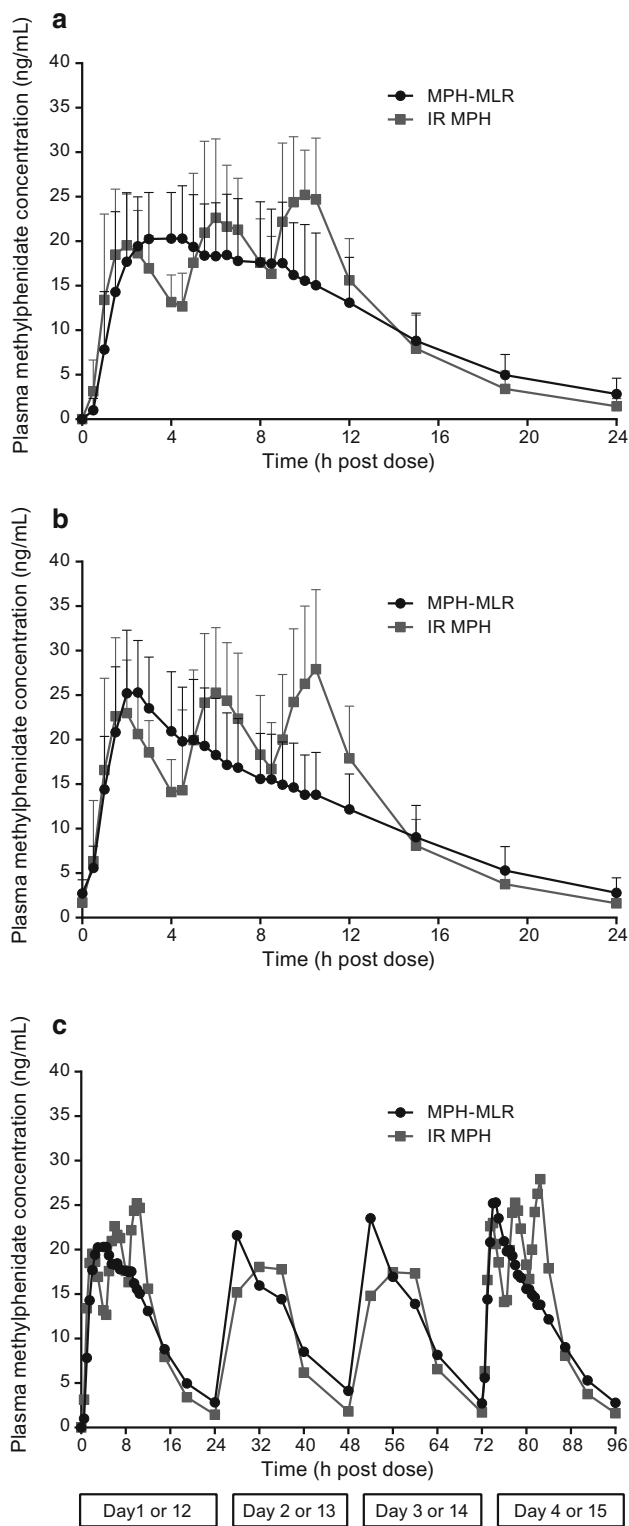 a
Plasma methylphenidate concentration (ng/mL)
40
35
30
25
20
15
10
5
0
MPH-MLR
IR MPH
0 4 8 12 16 20 24
Time (h post dose)
b
Plasma methylphenidate concentration (ng/mL)
40
35
30
25
20
15
10
5
0
MPH-MLR
IR MPH
0 4 8 12 16 20 24
Time (h post dose)
c
Plasma methylphenidate concentration (ng/mL)
40
35
30
25
20
15
10
5
0
MPH-MLR
IR MPH
0 8 16 24 32 40 48 56 64 72 80 88 96
Time (h post dose)
Day1 or 12 Day 2 or 13 Day 3 or 14 Day 4 or 15